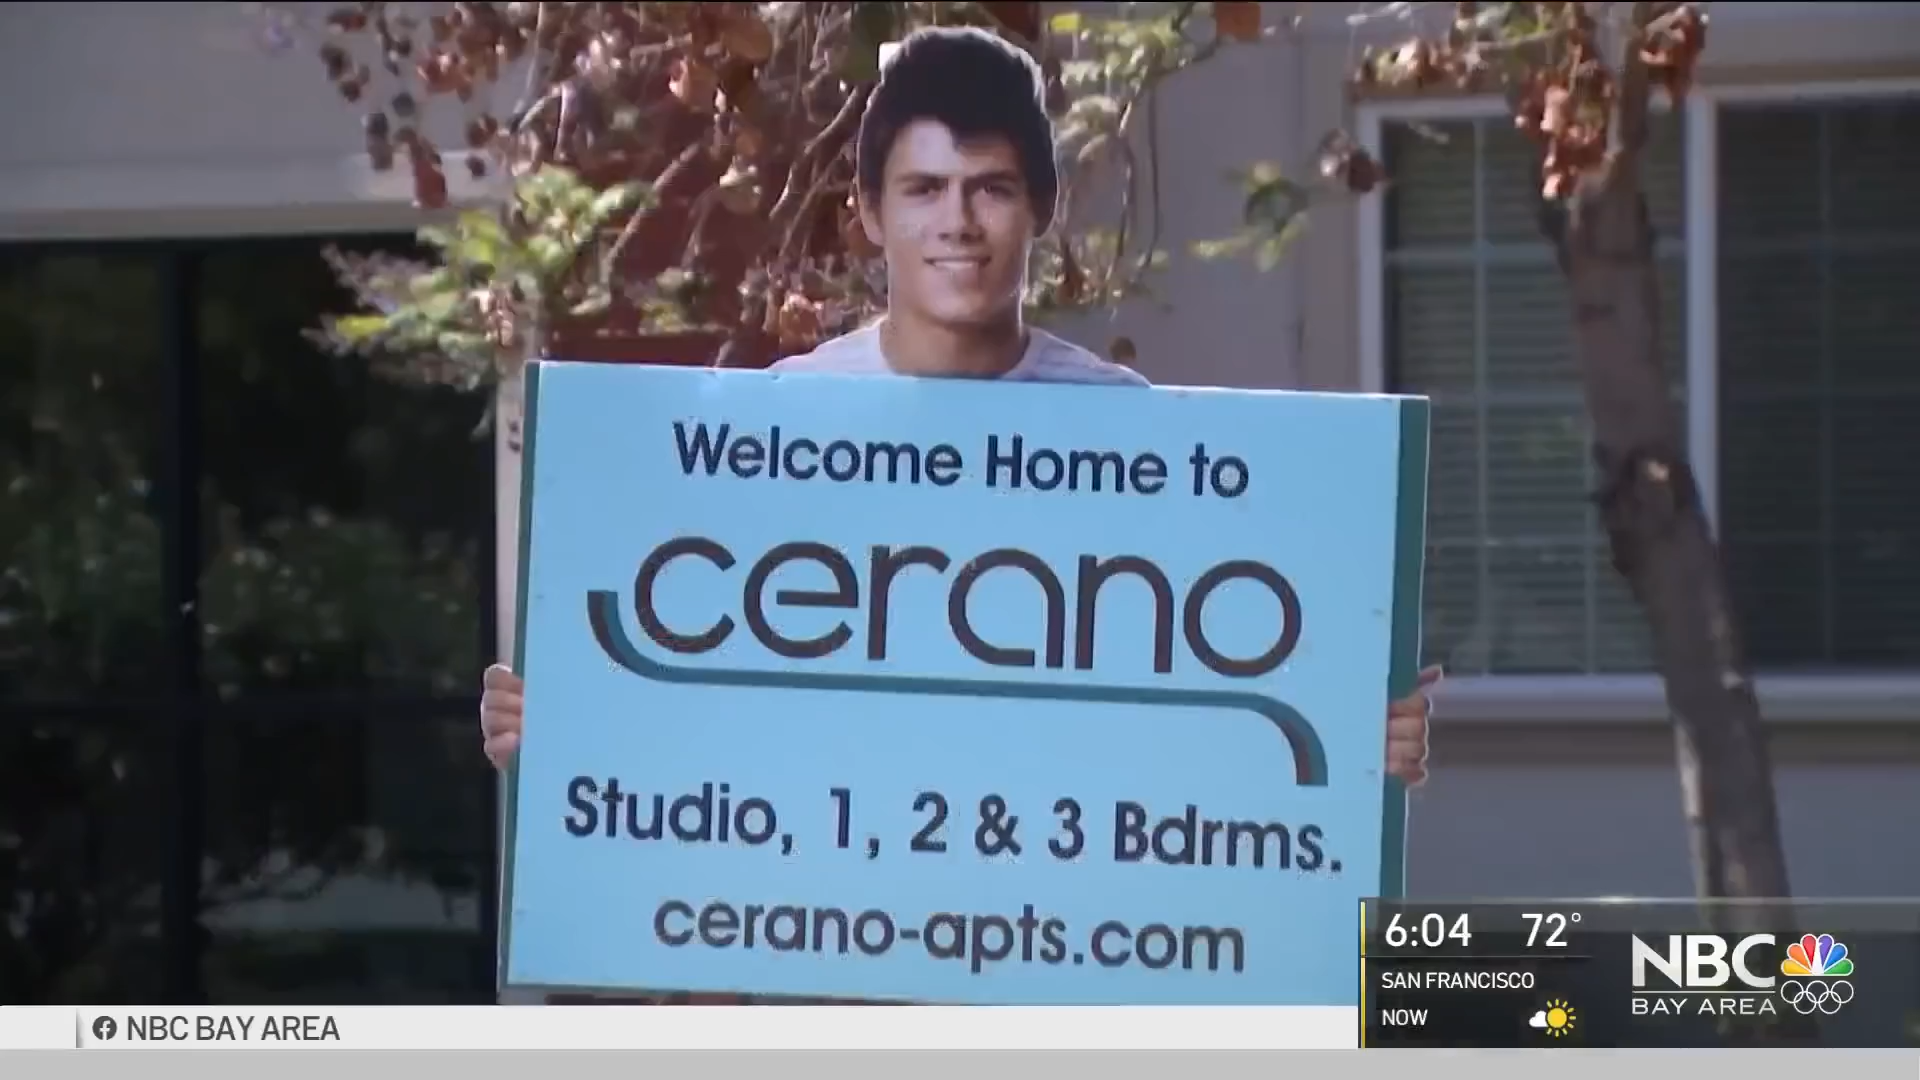 Welcome Home to
cerano
Studio, 1, 2 & 3 Bdrms.
cerano-apts.com
6:04 72°
SAN FRANCISCO
NOW
NBC
BAY AREA
NBC BAY AREA